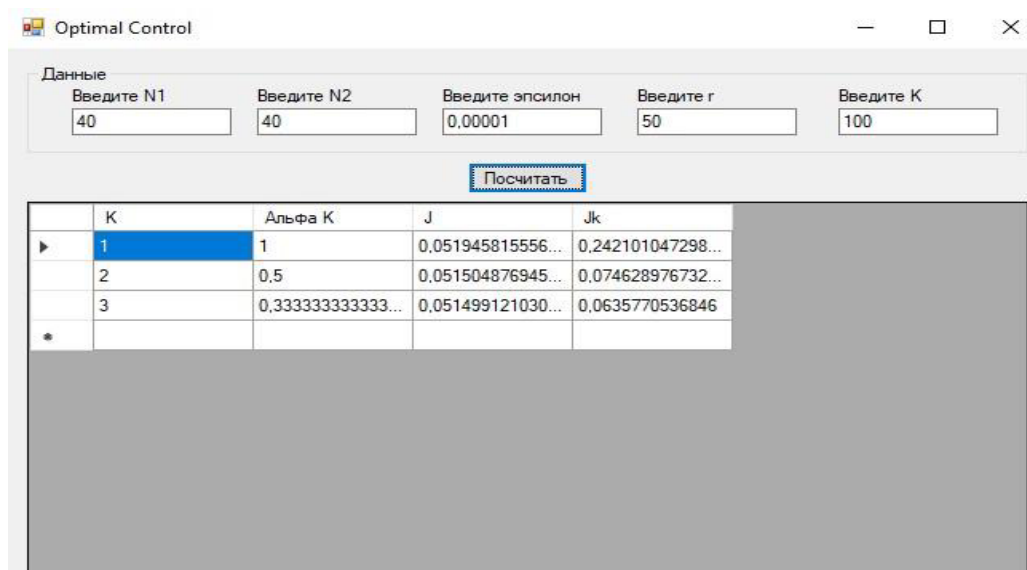 Optimal Control
Данные
Введите N1 Введите N2 Введите эпсилон Введите r Введите K
40 40 0,00001 50 100
Посчитать
K Альфа K J Jk
1 1 0,051945815556... 0,242101047298...
2 0,5 0,051504876945... 0,074628976732...
3 0,333333333333... 0,051499121030... 0,0635770536846